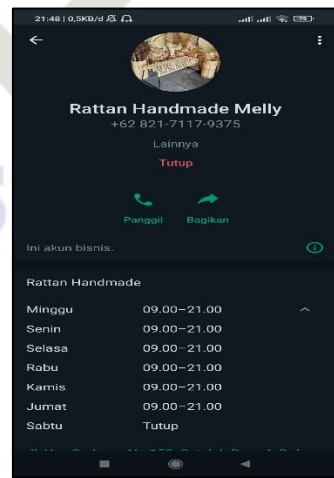 21:48 | 0,5KB/d
Rattan Handmade Melly
+62 821-7117-9375
Lainnya
Tutup
Panggil Bagikan
Ini akun bisnis.
Rattan Handmade
Minggu 09.00–21.00
Senin 09.00–21.00
Selasa 09.00–21.00
Rabu 09.00–21.00
Kamis 09.00–21.00
Jumat 09.00–21.00
Sabtu Tutup